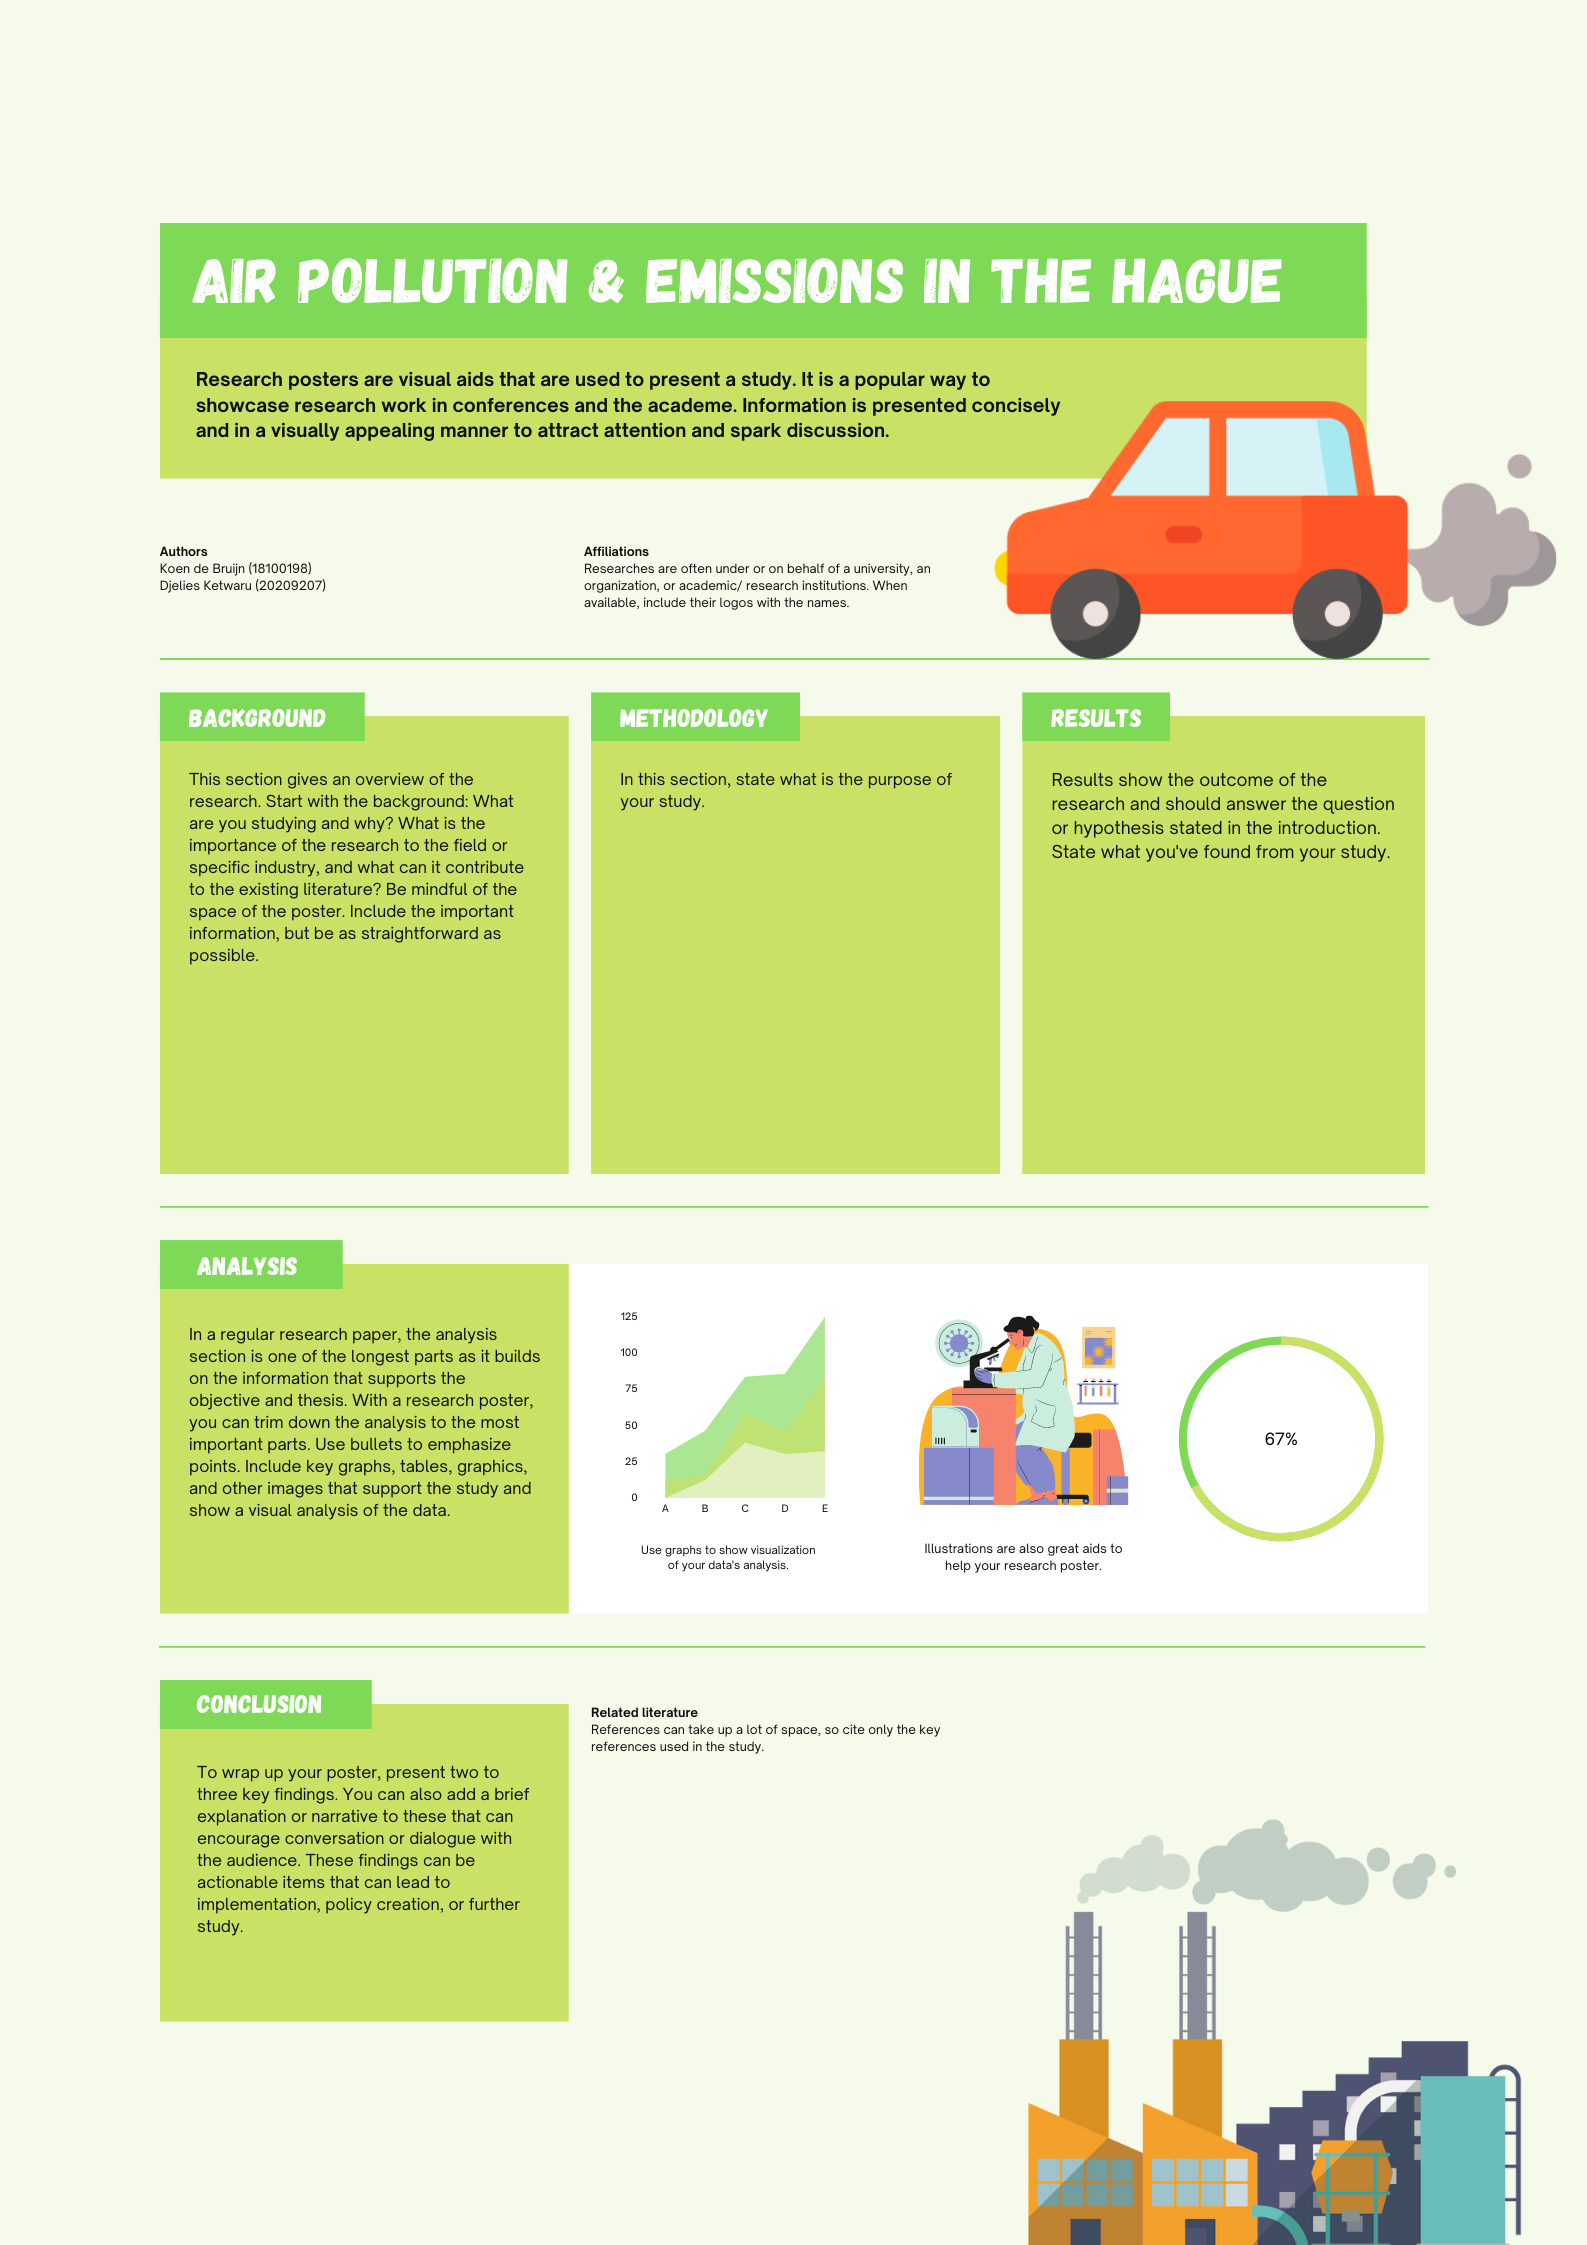 AIR POLLUTION & EMISSIONS IN THE HAGUE
Research posters are visual aids that are used to present a study. It is a popular way to
showcase research work in conferences and the academe. Information is presented concisely
and in a visually appealing manner to attract attention and spark discussion.
Authors
Koen de Bruijn (18100198)
Djelies Ketwaru (20209207)
Affiliations
Researches are often under or on behalf of a university, an
organization, or academic/ research institutions. When
available, include their logos with the names.
BACKGROUND
This section gives an overview of the
research. Start with the background: What
are you studying and why? What is the
importance of the research to the field or
specific industry, and what can it contribute
to the existing literature? Be mindful of the
space of the poster. Include the important
information, but be as straightforward as
possible.
METHODOLOGY
In this section, state what is the purpose of
your study.
RESULTS
Results show the outcome of the
research and should answer the question
or hypothesis stated in the introduction.
State what you've found from your study.
ANALYSIS
In a regular research paper, the analysis
section is one of the longest parts as it builds
on the information that supports the
objective and thesis. With a research poster,
you can trim down the analysis to the most
important parts. Use bullets to emphasize
points. Include key graphs, tables, graphics,
and other images that support the study and
show a visual analysis of the data.
125
100
75
50
25
0
A B C D E
Use graphs to show visualization
of your data's analysis.
Illustrations are also great aids to
help your research poster.
67%
CONCLUSION
To wrap up your poster, present two to
three key findings. You can also add a brief
explanation or narrative to these that can
encourage conversation or dialogue with
the audience. These findings can be
actionable items that can lead to
implementation, policy creation, or further
study.
Related literature
References can take up a lot of space, so cite only the key
references used in the study.